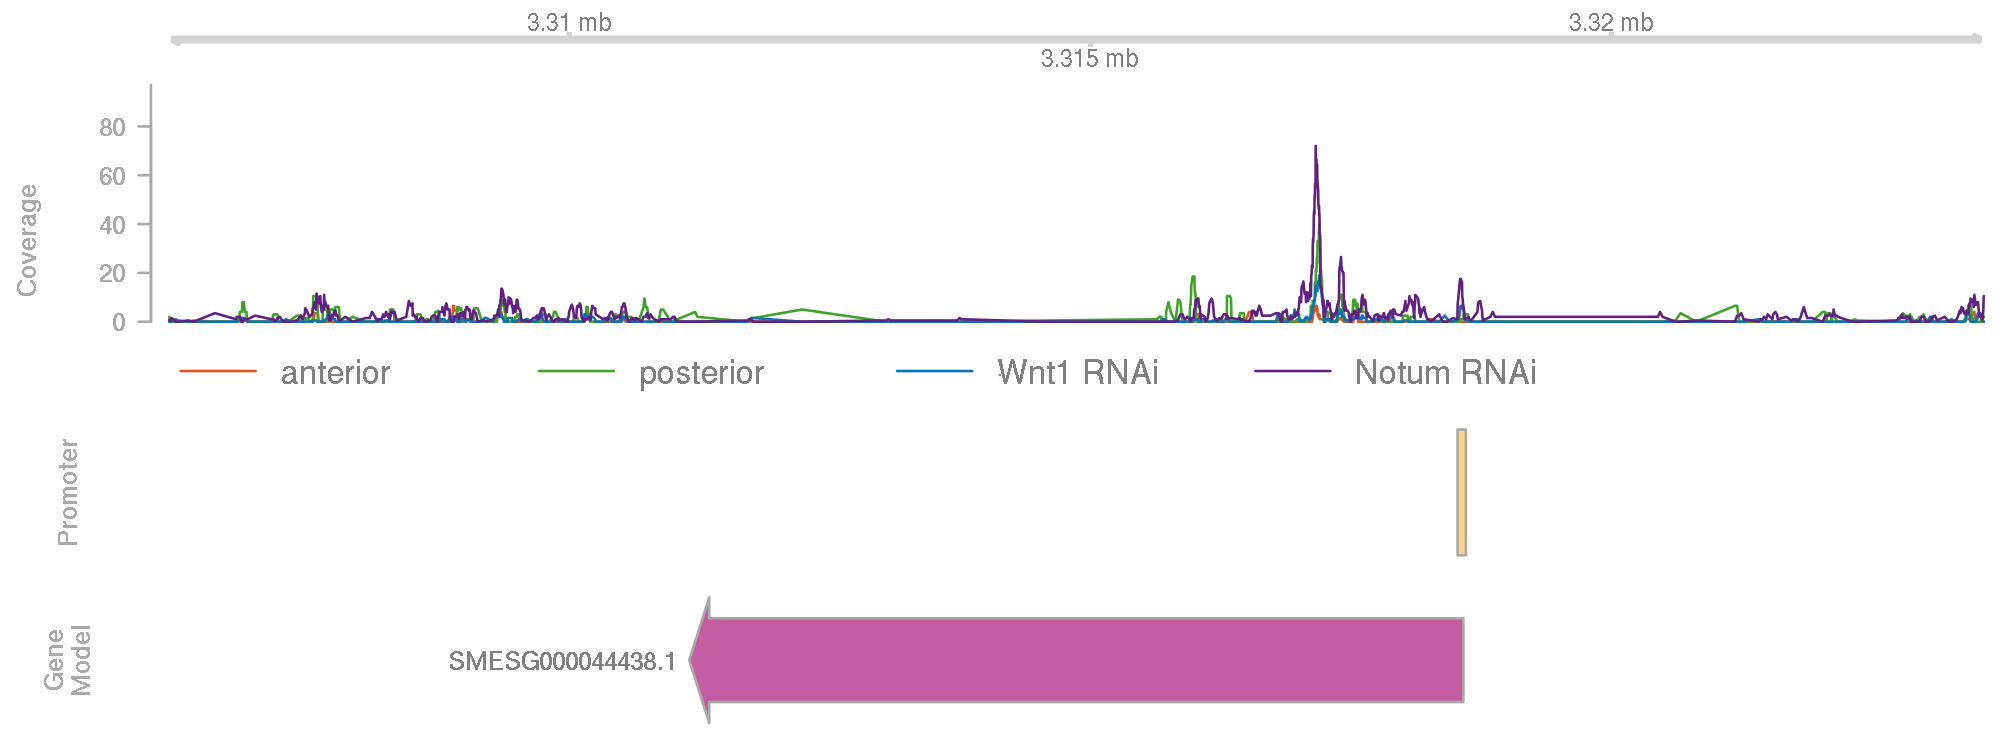 3.31 mb
3.32 mb
3.315 mb
Coverage
80
60
40
20
0
anterior
posterior
Wnt1 RNAi
Notum RNAi
Promoter
Gene
Model
SMESG000044438.1